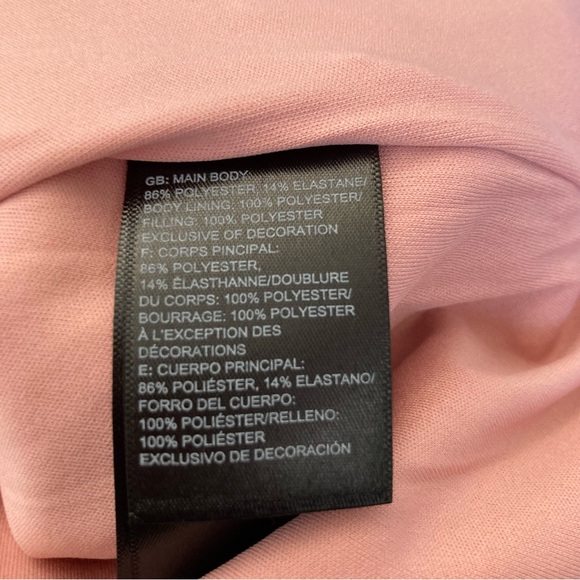 GB: MAIN BODY:
86% POLYESTER, 14% ELASTANE/
BODY LINING: 100% POLYESTER/
FILLING: 100% POLYESTER
EXCLUSIVE OF DECORATION
F: CORPS PINCIPAL:
86% POLYESTER,
14% ÉLASTHANNE/DOUBLURE
DU CORPS: 100% POLYESTER/
BOURRAGE: 100% POLYESTER
À L'EXCEPTION DES
DÉCORATIONS
E: CUERPO PRINCIPAL:
86% POLIÉSTER, 14% ELASTANO/
FORRO DEL CUERPO:
100% POLIÉSTER/RELLENO:
100% POLIÉSTER
EXCLUSIVO DE DECORACIÓN